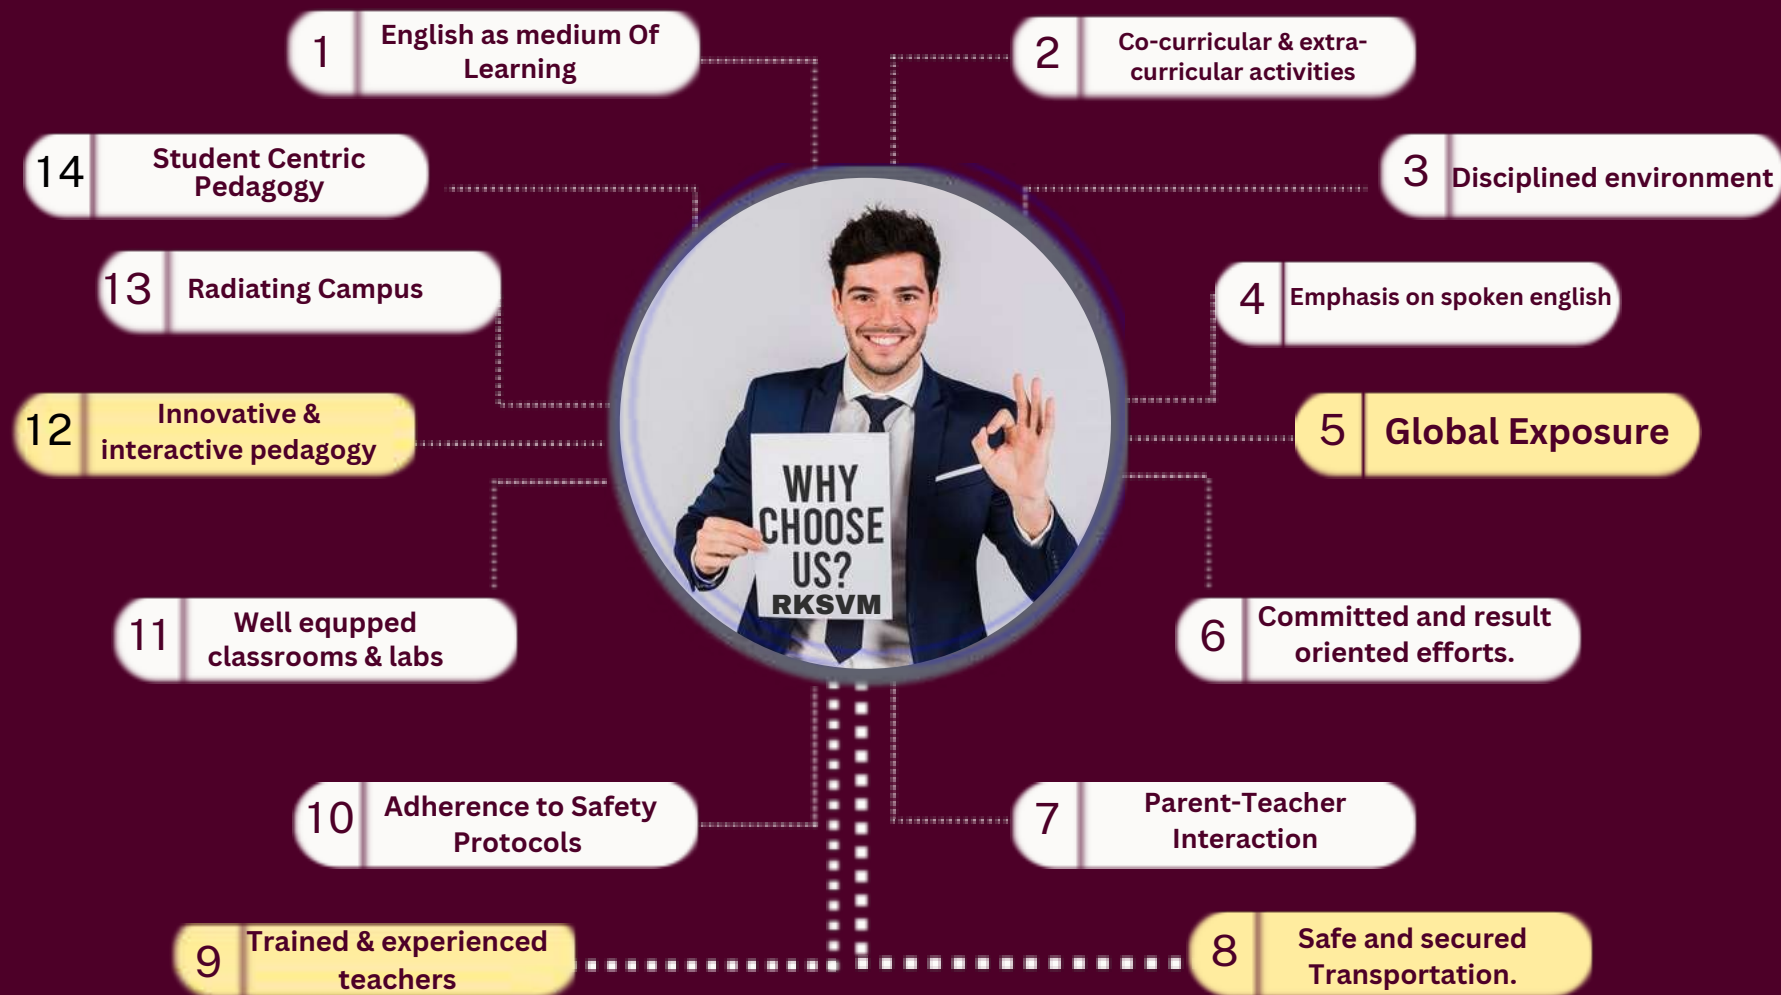 1
English as medium Of
Learning
2
Co-curricular & extra-
curricular activities
3
Disciplined environment
4
Emphasis on spoken english
5
Global Exposure
6
Committed and result
oriented efforts.
7
Parent-Teacher
Interaction
8
Safe and secured
Transportation.
9
Trained & experienced
teachers
10
Adherence to Safety
Protocols
11
Well equpped
classrooms & labs
12
Innovative &
interactive pedagogy
13
Radiating Campus
14
Student Centric
Pedagogy
WHY
CHOOSE
US?
RKSVM